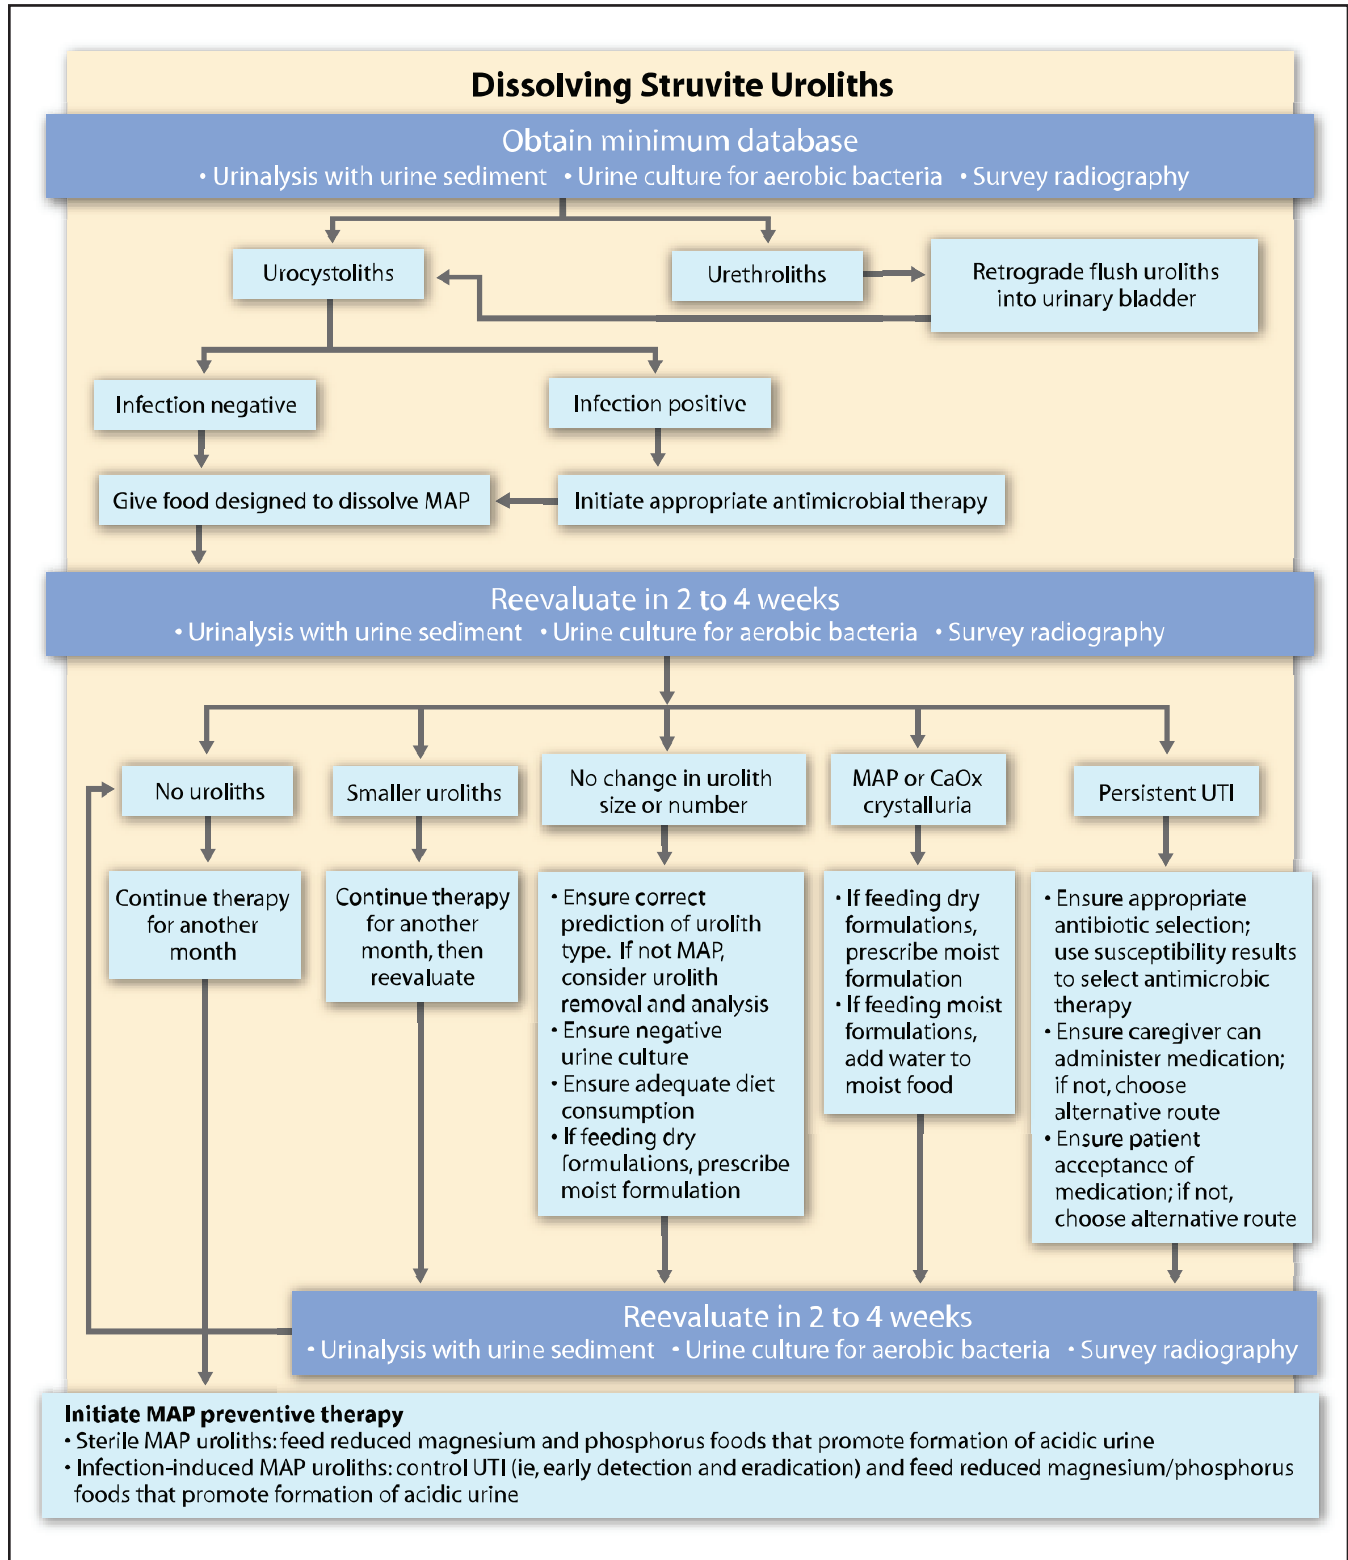 Dissolving Struvite Uroliths
Obtain minimum database
• Urinalysis with urine sediment • Urine culture for aerobic bacteria • Survey radiography
Urocystoliths
Urethroliths
Retrograde flush uroliths
into urinary bladder
Infection negative
Infection positive
Give food designed to dissolve MAP
Initiate appropriate antimicrobial therapy
Reevaluate in 2 to 4 weeks
• Urinalysis with urine sediment • Urine culture for aerobic bacteria • Survey radiography
No uroliths
Smaller uroliths
No change in urolith
size or number
MAP or CaOx
crystalluria
Persistent UTI
Continue therapy
for another
month
Continue therapy
for another
month, then
reevaluate
• Ensure correct
prediction of urolith
type. If not MAP,
consider urolith
removal and analysis
• Ensure negative
urine culture
• Ensure adequate diet
consumption
• If feeding dry
formulations, prescribe
moist formulation
• If feeding dry
formulations,
prescribe moist
formulation
• If feeding moist
formulations,
add water to
moist food
• Ensure appropriate
antibiotic selection;
use susceptibility results
to select antimicrobic
therapy
• Ensure caregiver can
administer medication;
if not, choose
alternative route
• Ensure patient
acceptance of
medication; if not,
choose alternative route
Reevaluate in 2 to 4 weeks
• Urinalysis with urine sediment • Urine culture for aerobic bacteria • Survey radiography
Initiate MAP preventive therapy
• Sterile MAP uroliths: feed reduced magnesium and phosphorus foods that promote formation of acidic urine
• Infection-induced MAP uroliths: control UTI (ie, early detection and eradication) and feed reduced magnesium/phosphorus
foods that promote formation of acidic urine